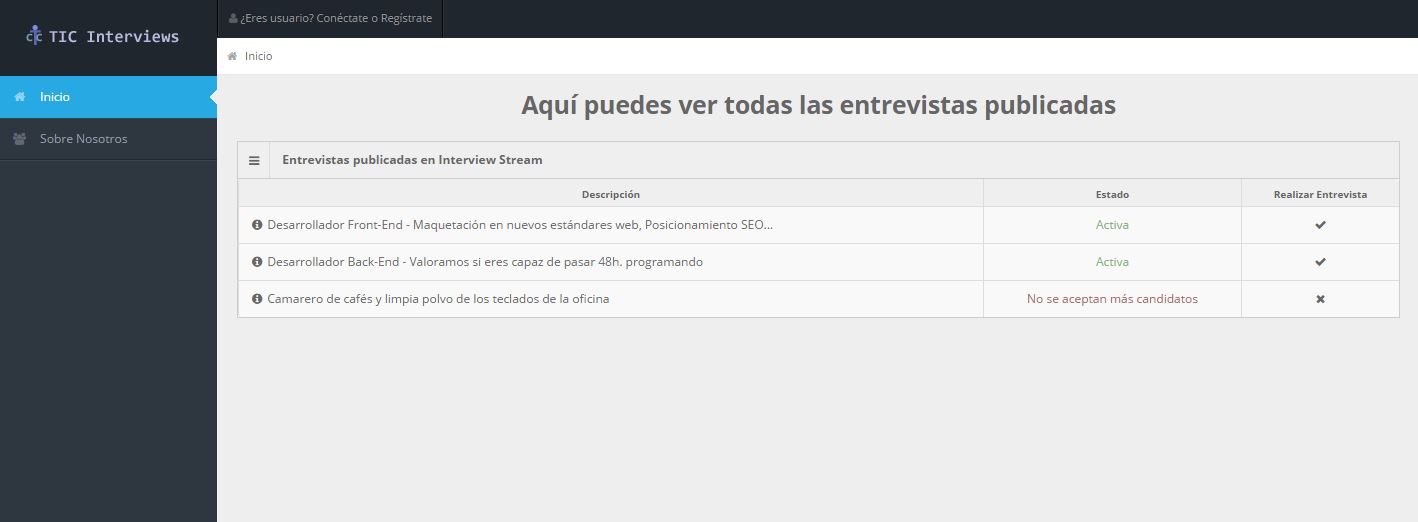 TIC Interviews
¿Eres usuario? Conéctate o Regístrate
Inicio
Sobre Nosotros
Inicio
Aquí puedes ver todas las entrevistas publicadas
Entrevistas publicadas en Interview Stream
Descripción Estado Realizar Entrevista
Desarrollador Front-End - Maquetación en nuevos estándares web, Posicionamiento SEO... Activa
Desarrollador Back-End - Valoramos si eres capaz de pasar 48h. programando Activa
Camarero de cafés y limpia polvo de los teclados de la oficina No se aceptan más candidatos